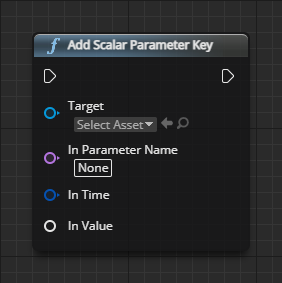 Add Scalar Parameter Key
Target
Select Asset
In Parameter Name
None
In Time
In Value